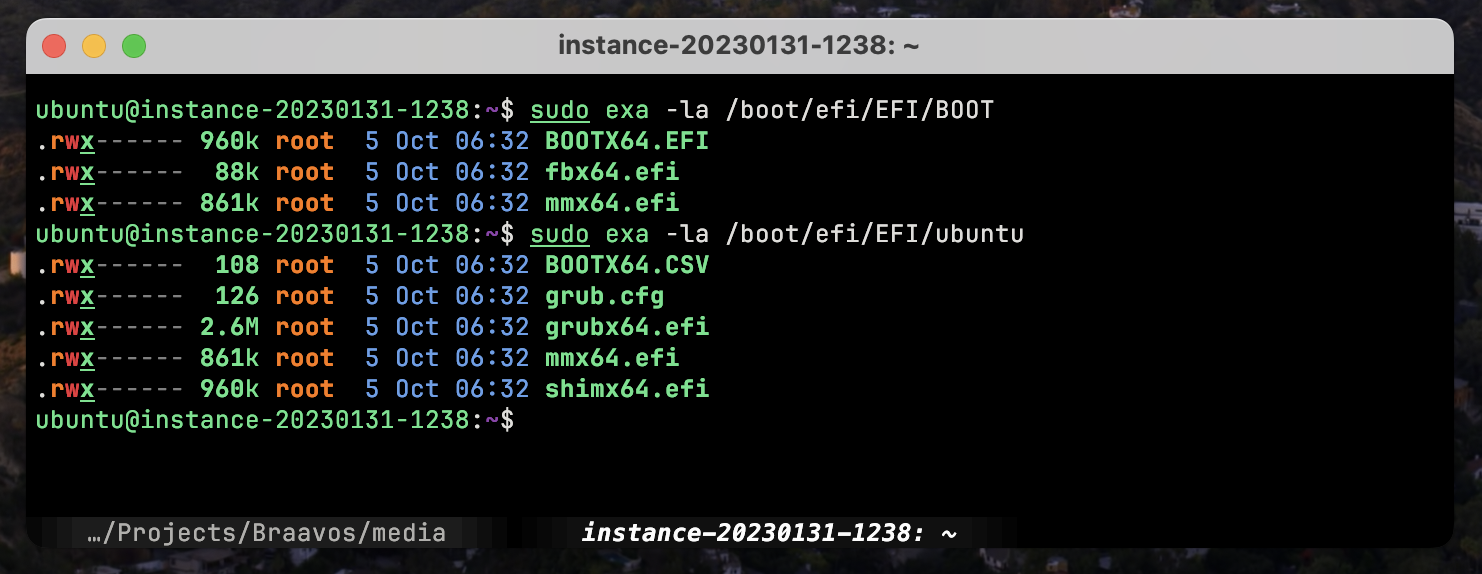 instance-20230131-1238: ~
ubuntu@instance-20230131-1238:~$ sudo exa -la /boot/efi/EFI/BOOT
.rwx------ 960k root  5 Oct 06:32 BOOTX64.EFI
.rwx------  88k root  5 Oct 06:32 fbx64.efi
.rwx------ 861k root  5 Oct 06:32 mmx64.efi
ubuntu@instance-20230131-1238:~$ sudo exa -la /boot/efi/EFI/ubuntu
.rwx------  108 root  5 Oct 06:32 BOOTX64.CSV
.rwx------  126 root  5 Oct 06:32 grub.cfg
.rwx------ 2.6M root  5 Oct 06:32 grubx64.efi
.rwx------ 861k root  5 Oct 06:32 mmx64.efi
.rwx------ 960k root  5 Oct 06:32 shimx64.efi
ubuntu@instance-20230131-1238:~$
…/Projects/Braavos/media instance-20230131-1238: ~